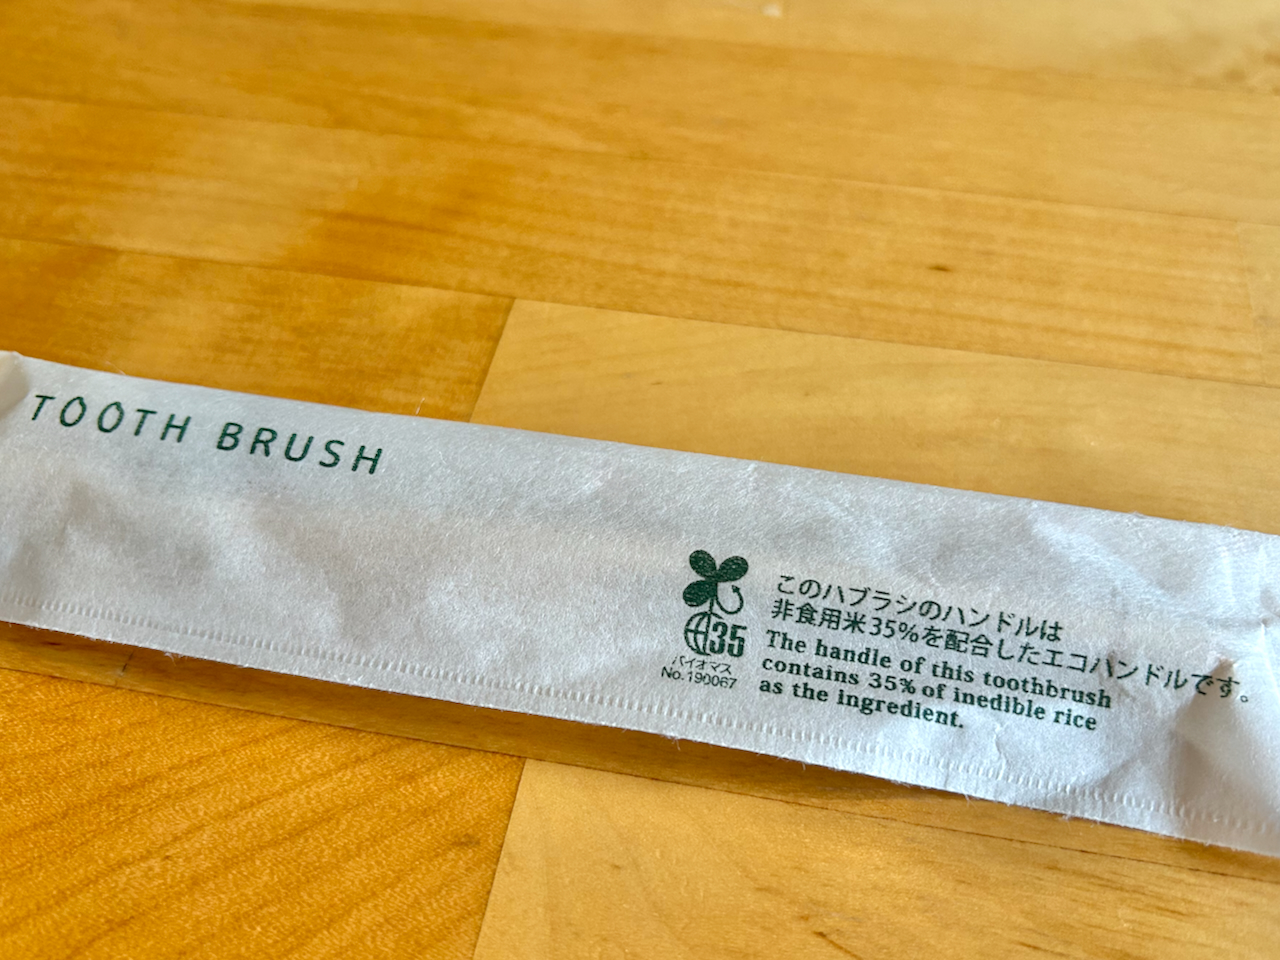 TOOTH BRUSH
35
バイオマス
No.190067
このハブラシのハンドルは
非食用米35%を配合したエコハンドルです。
The handle of this toothbrush
contains 35% of inedible rice
as the ingredient.